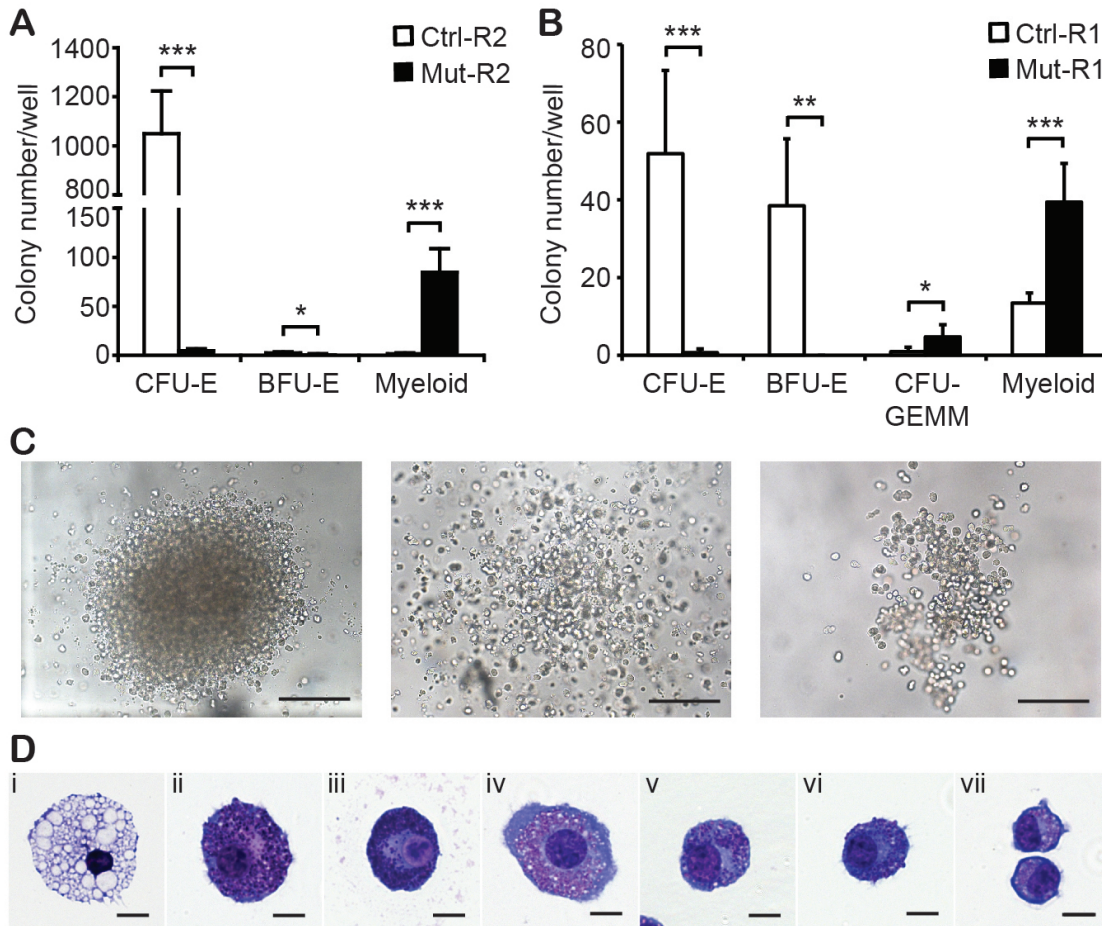 A
Ctrl-R2
Mut-R2
Colony number/well
1400
1200
1000
800
150
100
50
0
***
*
***
CFU-E
BFU-E
Myeloid
B
Ctrl-R1
Mut-R1
Colony number/well
80
60
40
20
0
***
**
*
***
CFU-E
BFU-E
CFU-
GEMM
Myeloid
C
D
i
ii
iii
iv
v
vi
vii